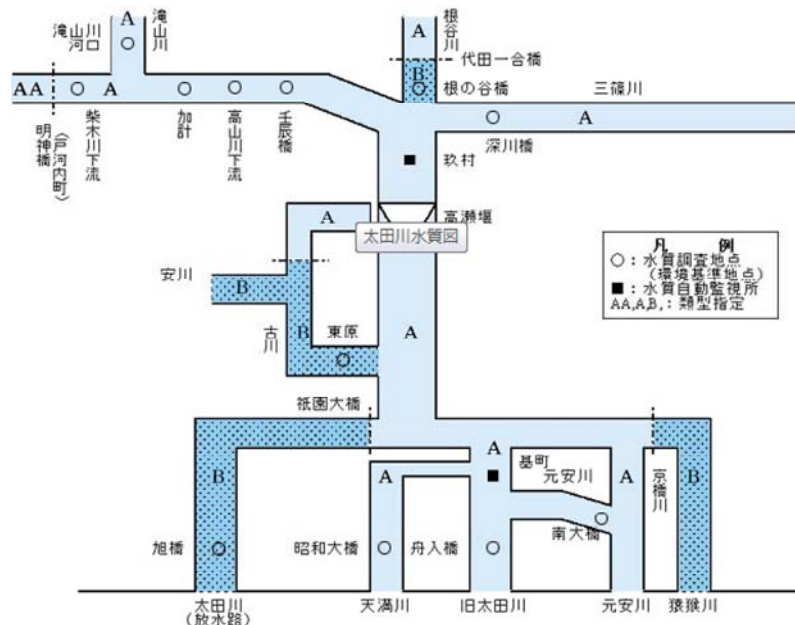 滝山川
河口
A
滝山川
A
根谷川
代田一合橋
B
根の谷橋
三篠川
AA
A
柴木川下流
加計
高山川下流
壬辰橋
明神橋
(戸河内町)
深川橋
A
玖村
高瀬堰
太田川水質図
A
安川
B
古川
B
東原
A
凡 例
○:水質調査地点
(環境基準地点)
■:水質自動監視所
AA,A,B,:類型指定
祇園大橋
B
A
A
基町
元安川
A
京橋川
B
旭橋
昭和大橋
舟入橋
南大橋
太田川
(放水路)
天満川
旧太田川
元安川
猿猴川